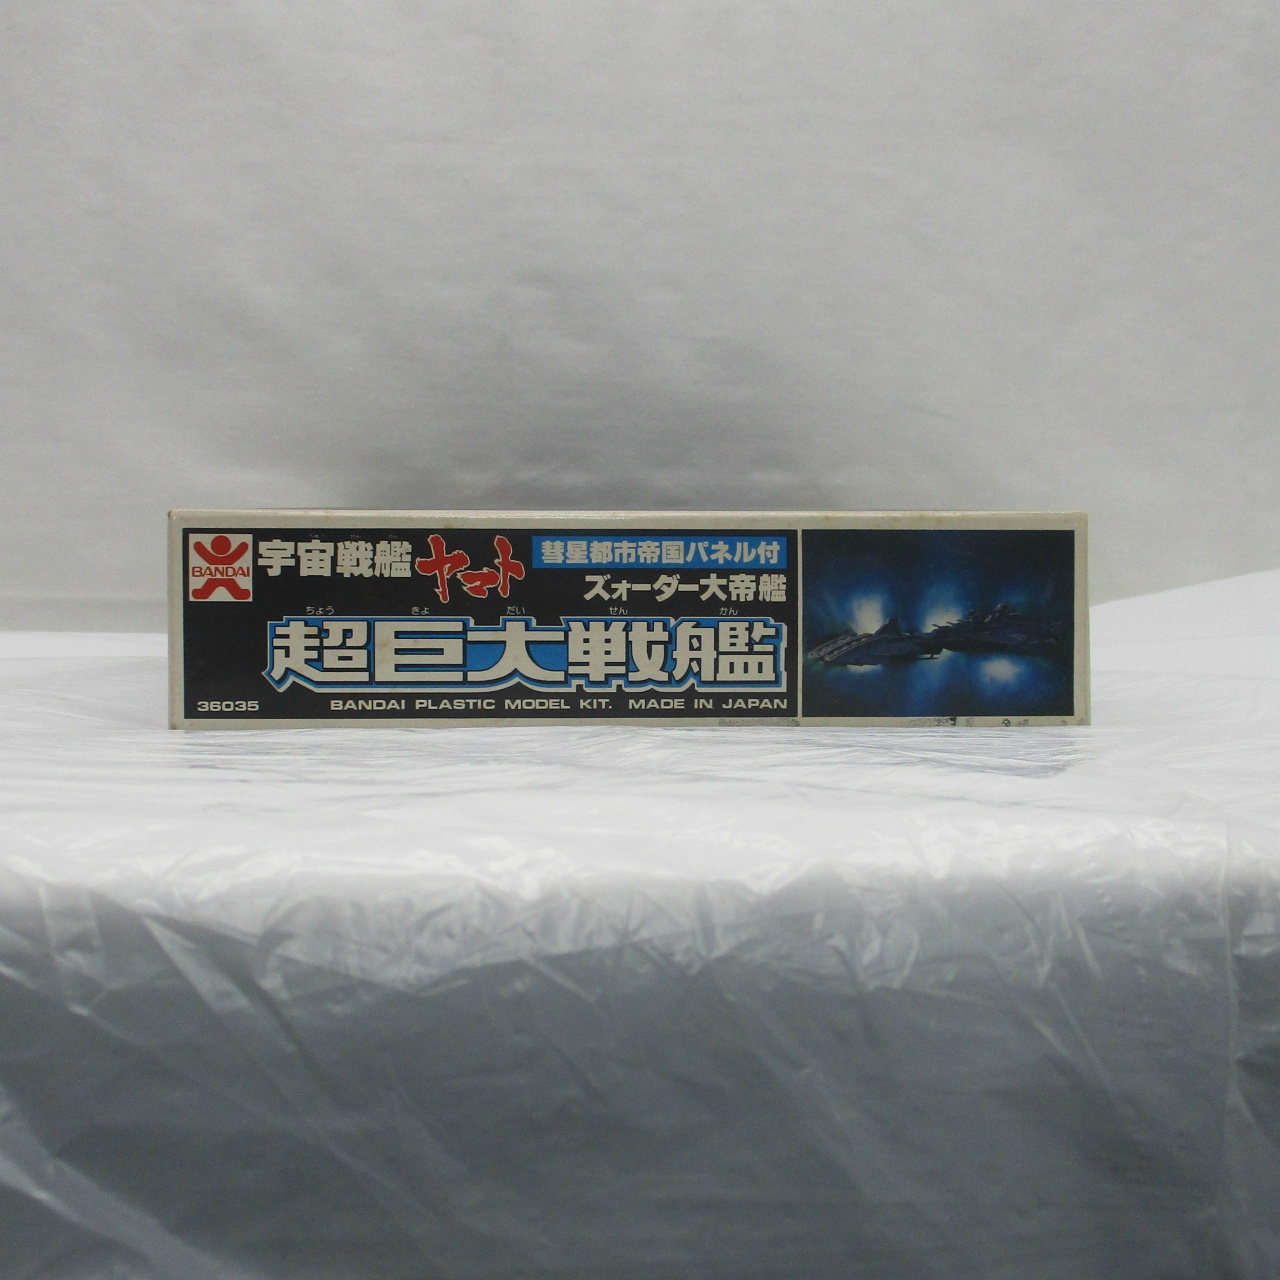 BANDAI
宇宙戦艦ヤマト
彗星都市帝国パネル付
ズォーダー大帝艦
ちょう きょ だい せん かん
超巨大戦艦
36035
BANDAI PLASTIC MODEL KIT. MADE IN JAPAN